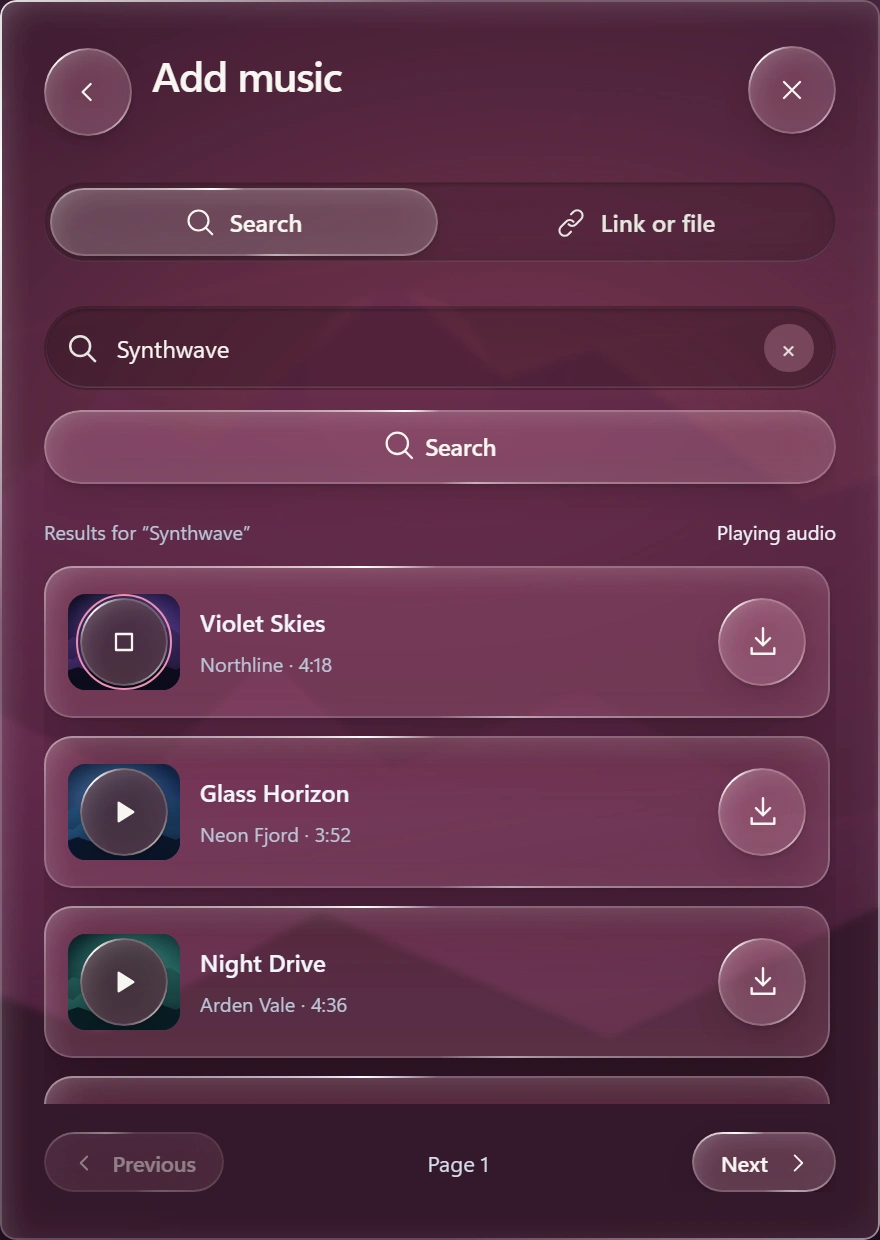 Add music
Search
Link or file
Synthwave
Search
Results for “Synthwave”
Playing audio
Violet Skies
Northline · 4:18
Glass Horizon
Neon Fjord · 3:52
Night Drive
Arden Vale · 4:36
Previous
Page 1
Next